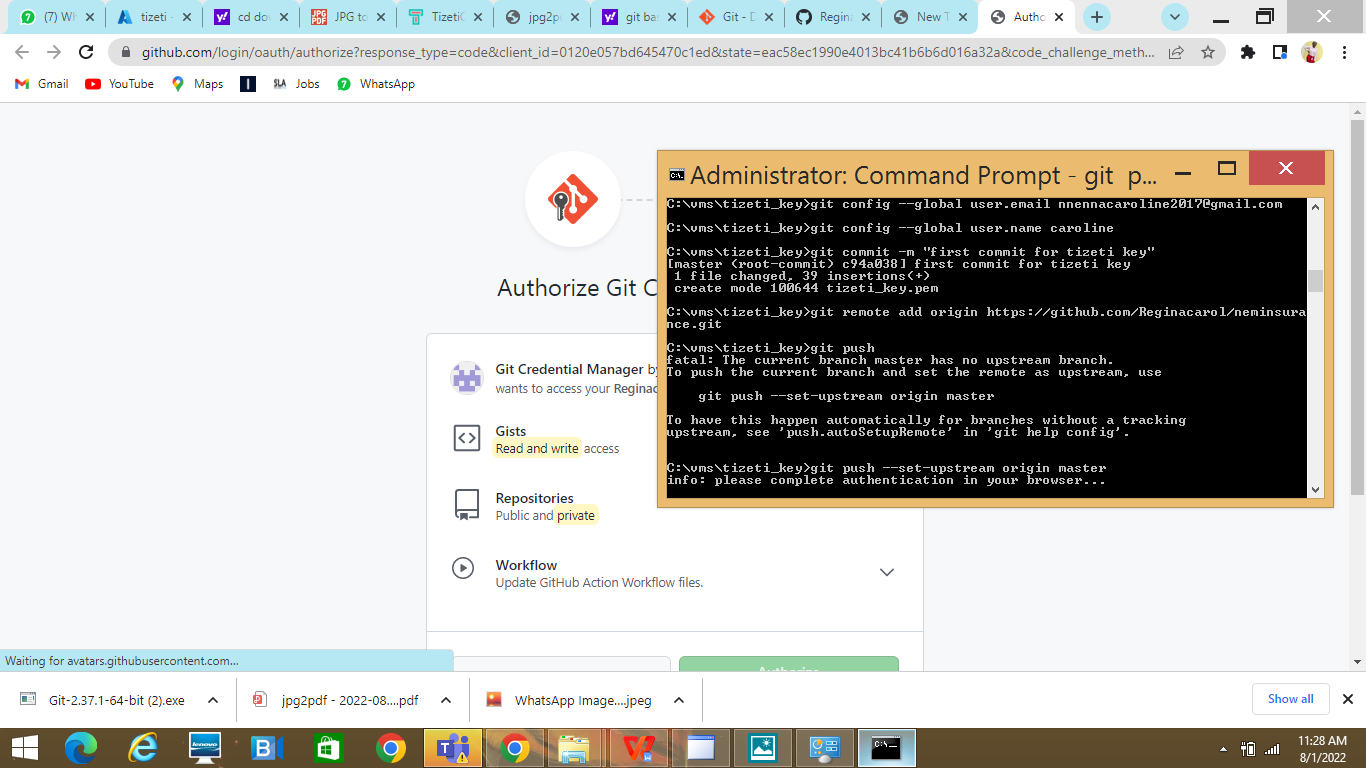 (7) Wh
tizeti -
cd dov
JPG to
TizetiC
jpg2p
git bas
Git - D
Regin
New T
Autho
github.com/login/oauth/authorize?response_type=code&client_id=0120e057bd645470c1ed&state=eac58ec1990e4013bc41b6b6d016a32a&code_challenge_meth...
Gmail
YouTube
Maps
SLA
Jobs
WhatsApp
Administrator: Command Prompt - git p...
C:\vms\tizeti_key>git config --global user.email nnennacaroline2017@gmail.com
C:\vms\tizeti_key>git config --global user.name caroline
C:\vms\tizeti_key>git commit -m "first commit for tizeti key"
[master (root-commit) c94a038] first commit for tizeti key
1 file changed, 39 insertions(+)
create mode 100644 tizeti_key.pem
C:\vms\tizeti_key>git remote add origin https://github.com/Reginacarol/neminsura
nce.git
C:\vms\tizeti_key>git push
fatal: The current branch master has no upstream branch.
To push the current branch and set the remote as upstream, use
git push --set-upstream origin master
To have this happen automatically for branches without a tracking
upstream, see 'push.autoSetupRemote' in 'git help config'.
C:\vms\tizeti_key>git push --set-upstream origin master
info: please complete authentication in your browser...
Authorize Git C
Git Credential Manager by
wants to access your Reginac
Gists
Read and write access
Repositories
Public and private
Workflow
Update GitHub Action Workflow files.
Authorize
Waiting for avatars.githubusercontent.com...
Git-2.37.1-64-bit (2).exe
jpg2pdf - 2022-08....pdf
WhatsApp Image....jpeg
Show all
lenovo
11:28 AM
8/1/2022